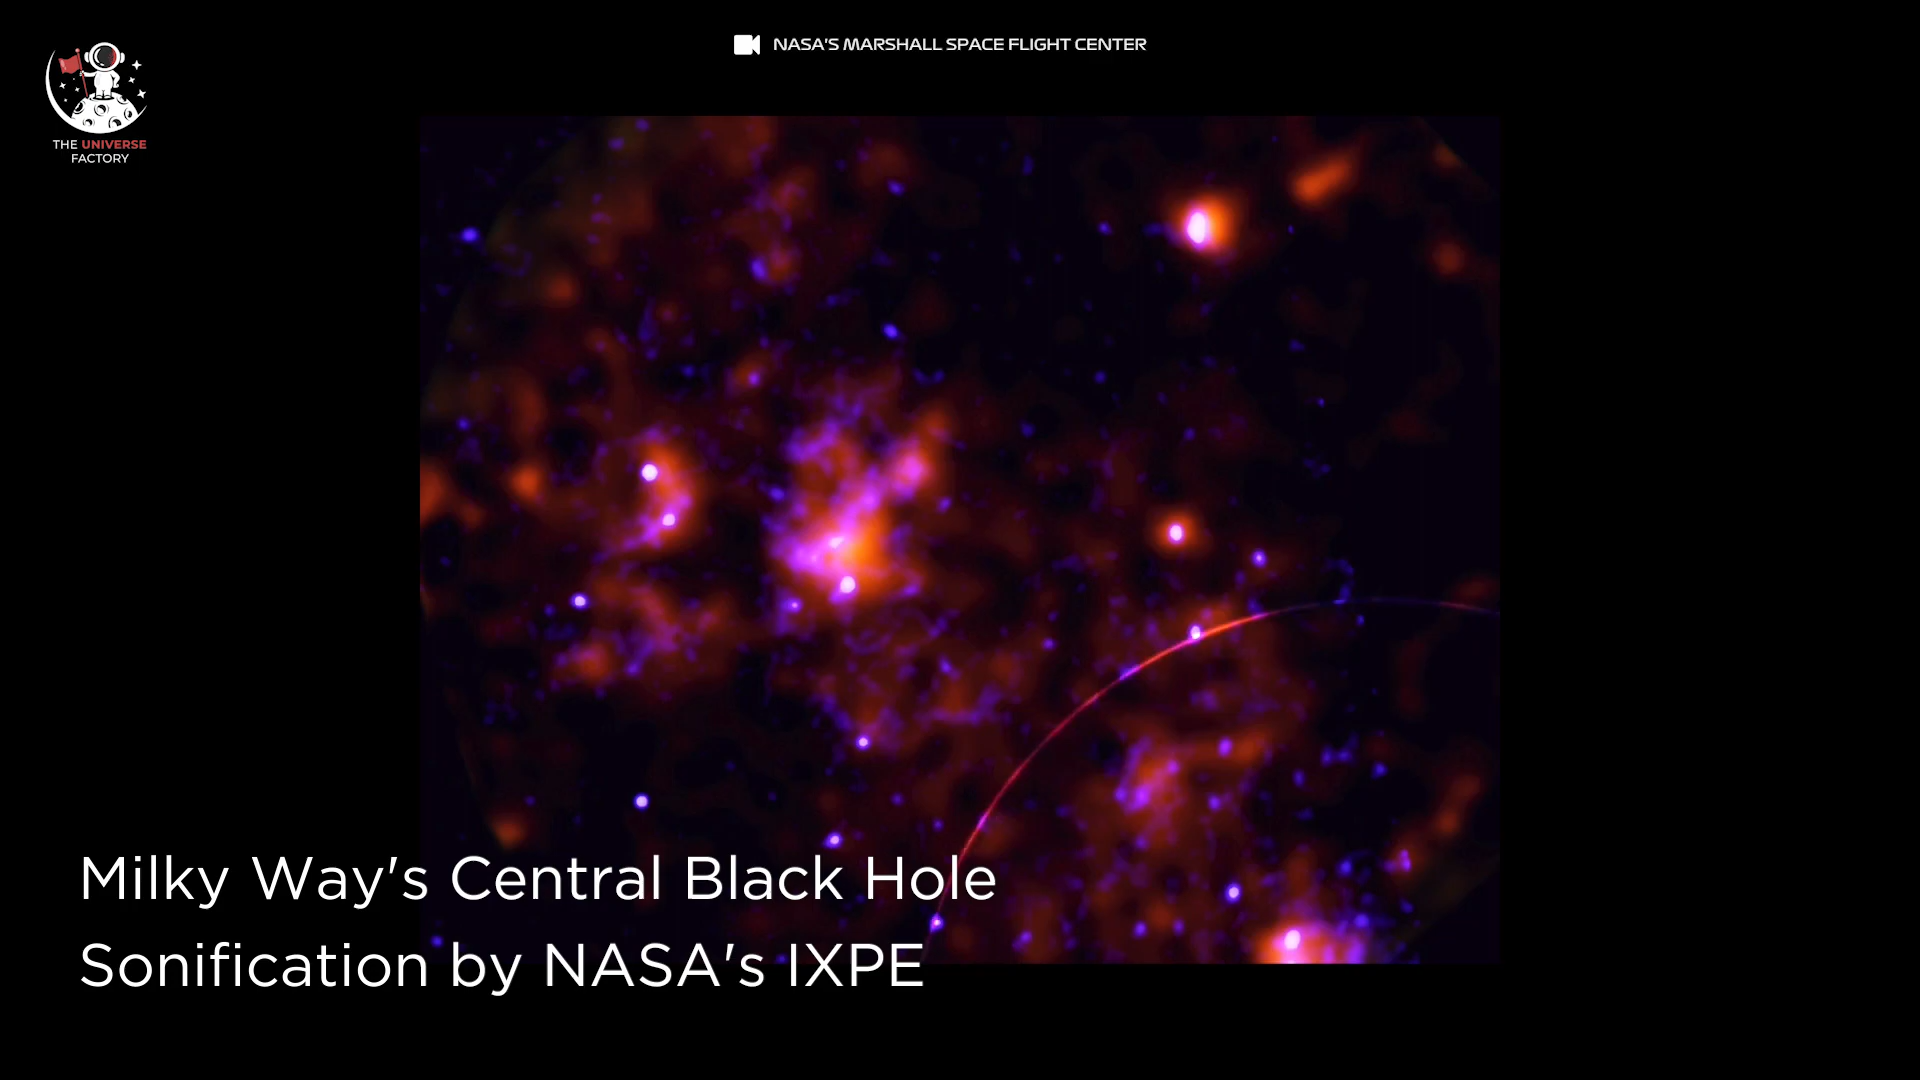 NASA'S MARSHALL SPACE FLIGHT CENTER
THE UNIVERSE
FACTORY
Milky Way's Central Black Hole
Sonification by NASA's IXPE